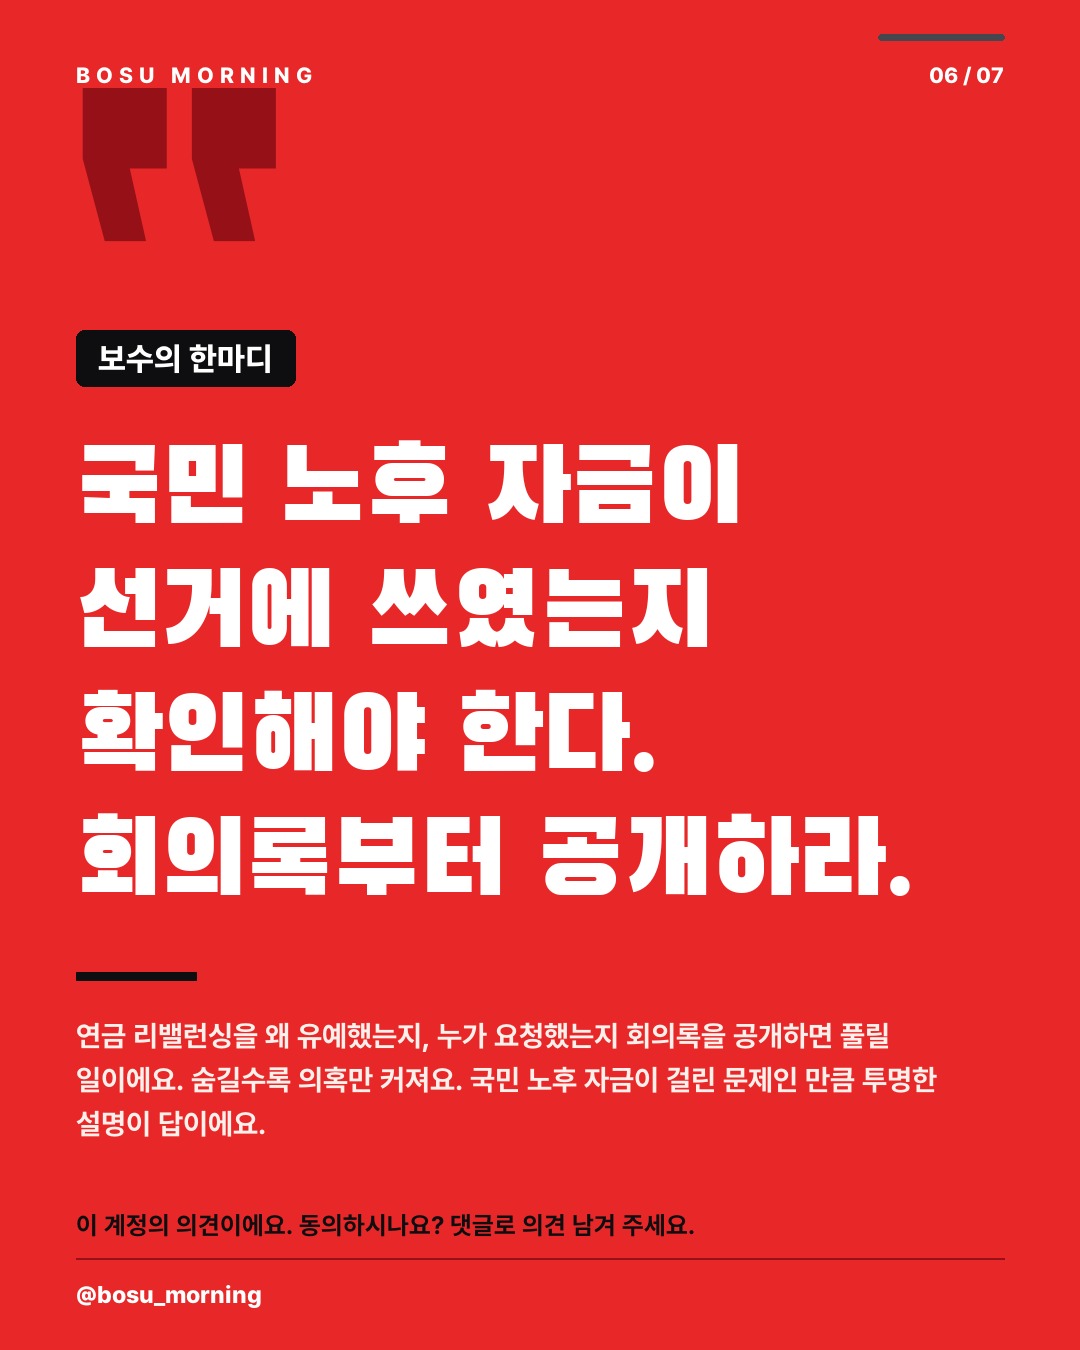 BOSU MORNING
06 / 07
보수의 한마디
국민 노후 자금이
선거에 쓰였는지
확인해야 한다.
회의록부터 공개하라.
연금 리밸런싱을 왜 유예했는지, 누가 요청했는지 회의록을 공개하면 풀릴
일이에요. 숨길수록 의혹만 커져요. 국민 노후 자금이 걸린 문제인 만큼 투명한
설명이 답이에요.
이 계정의 의견이에요. 동의하시나요? 댓글로 의견 남겨 주세요.
@bosu_morning